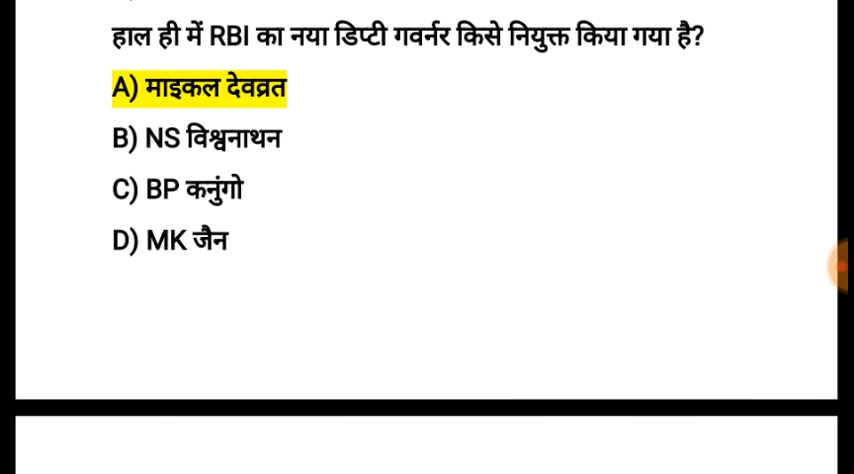 हाल ही में RBI का नया डिप्टी गवर्नर किसे नियुक्त किया गया है?
A) माइकल देवव्रत
B) NS विश्वनाथन
C) BP कनुंगो
D) MK जैन